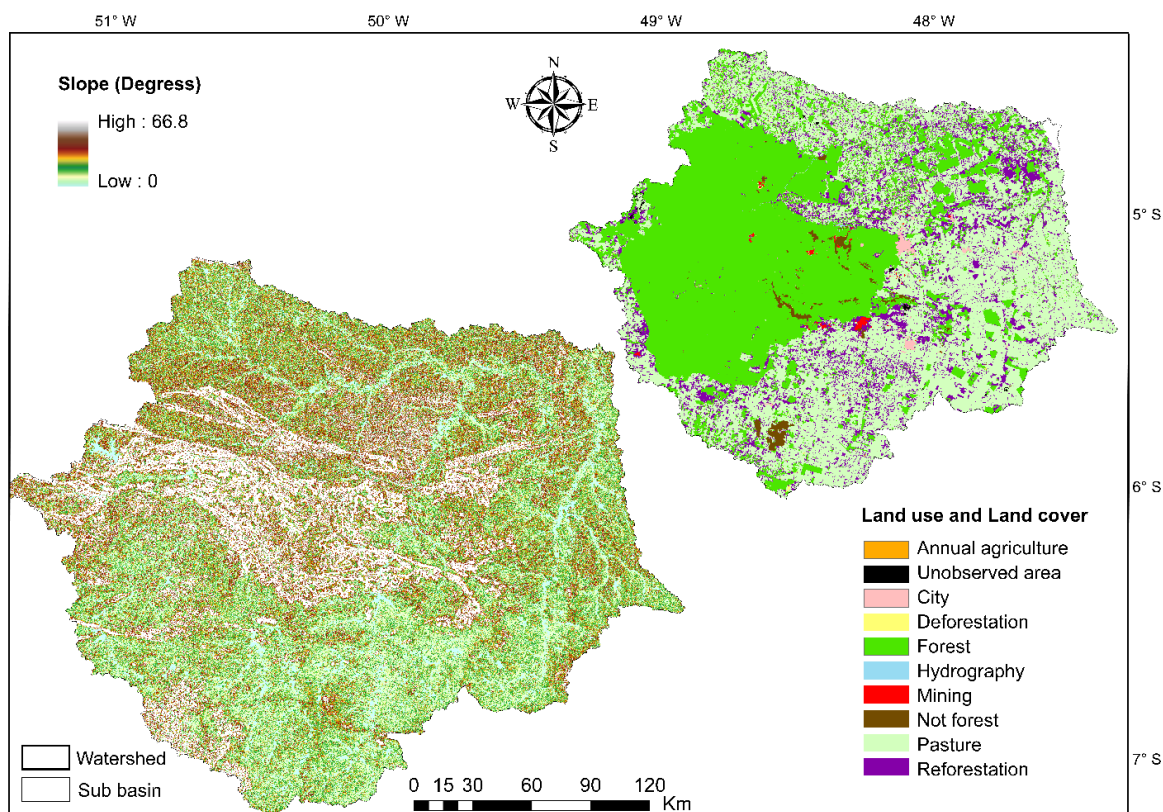 51° W
50° W
49° W
48° W
Slope (Degress)
High : 66.8
Low : 0
N
W
E
S
5° S
6° S
7° S
Land use and Land cover
Annual agriculture
Unobserved area
City
Deforestation
Forest
Hydrography
Mining
Not forest
Pasture
Reforestation
Watershed
Sub basin
0 15 30 60 90 120
Km